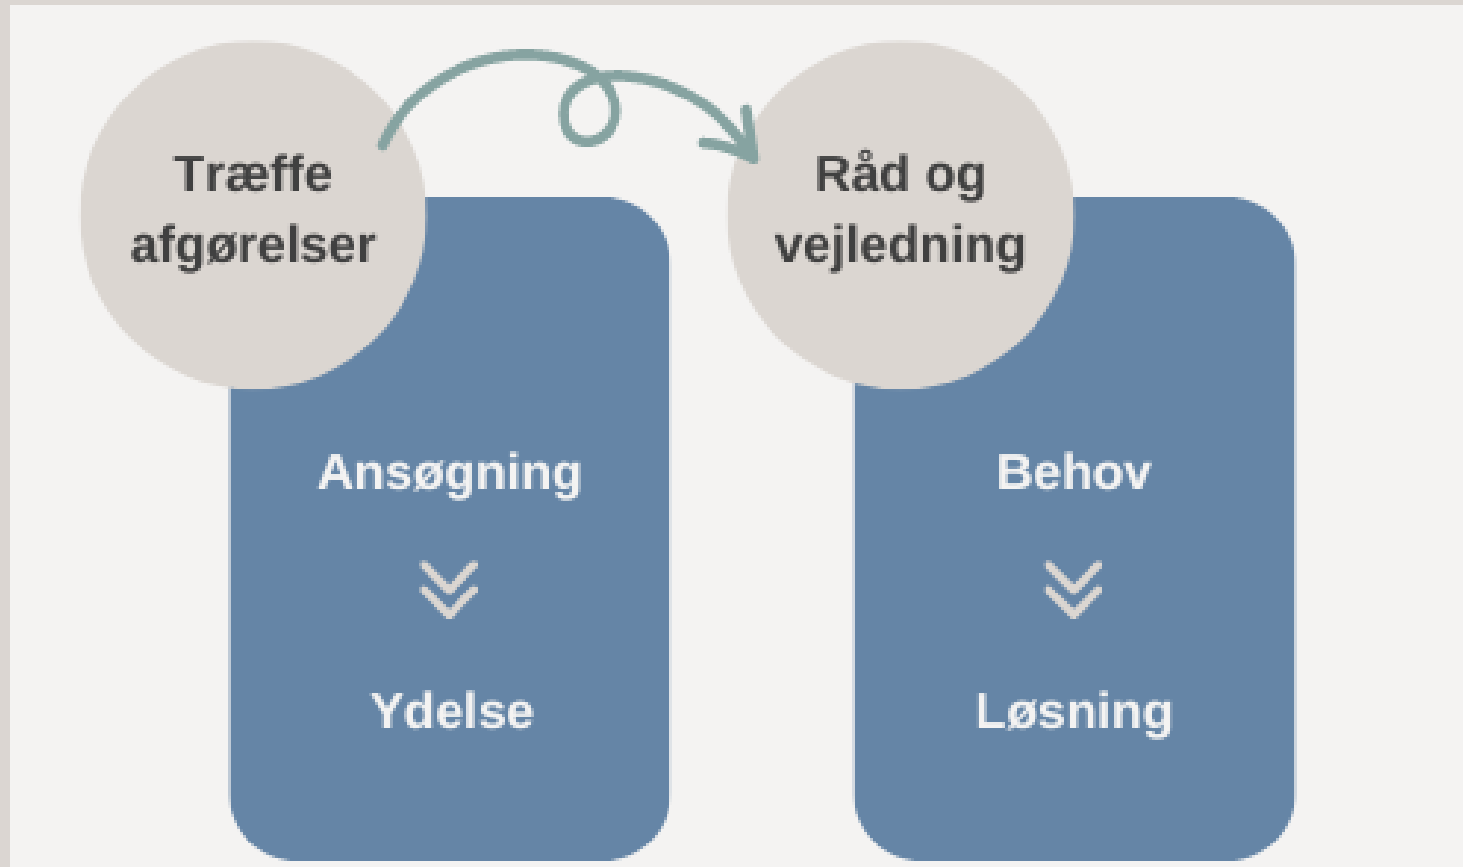 Træffe
afgørelser
Ansøgning
Ydelse
Råd og
vejledning
Behov
Løsning